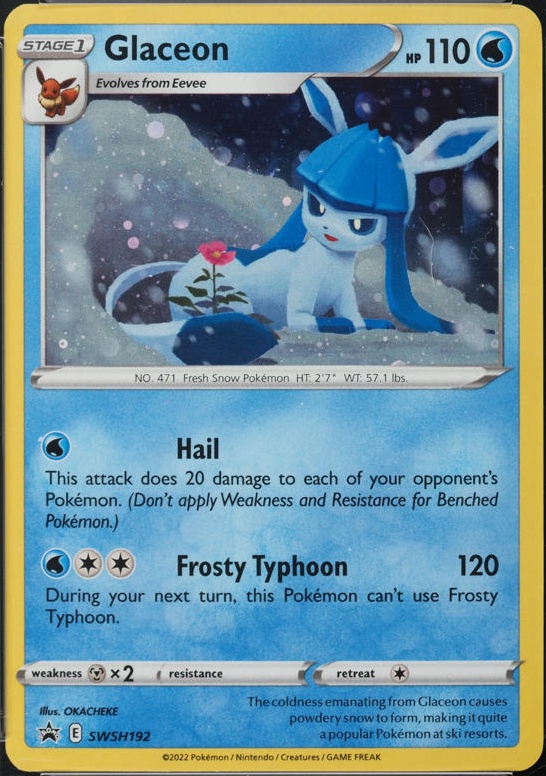 STAGE 1
Glaceon
HP 110
Evolves from Eevee
NO. 471 Fresh Snow Pokémon HT: 2'7" WT: 57.1 lbs.
Hail
This attack does 20 damage to each of your opponent's
Pokémon. (Don't apply Weakness and Resistance for Benched
Pokémon.)
Frosty Typhoon 120
During your next turn, this Pokémon can't use Frosty
Typhoon.
weakness ×2 resistance retreat
Illus. OKACHEKE
E SWSH192
The coldness emanating from Glaceon causes
powdery snow to form, making it quite
a popular Pokémon at ski resorts.
©2022 Pokémon / Nintendo / Creatures / GAME FREAK